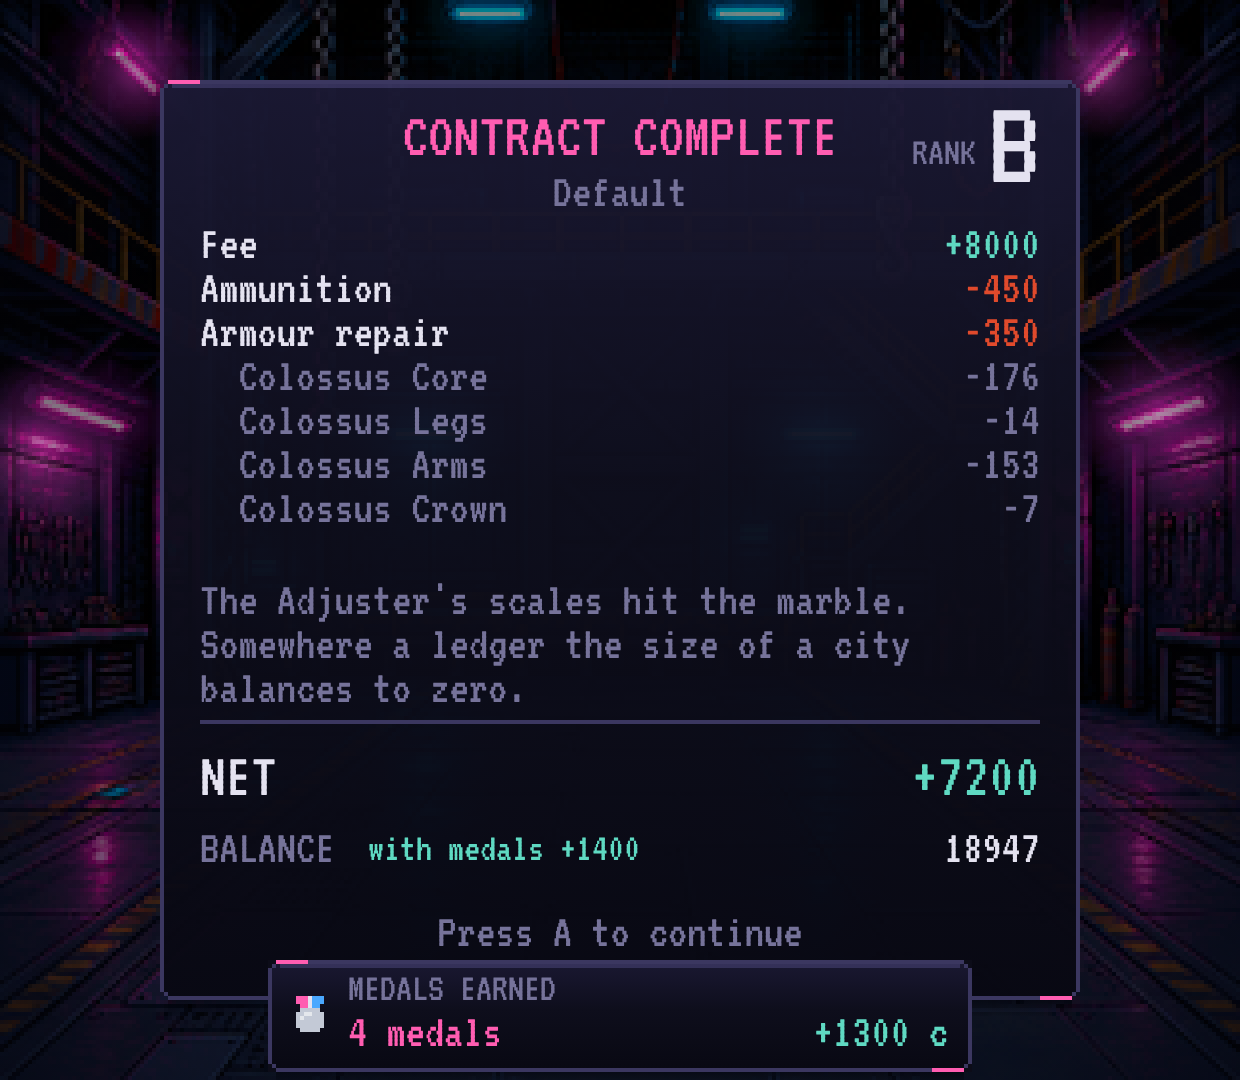 CONTRACT COMPLETE
RANK B
Default
Fee +8000
Ammunition -450
Armour repair -350
Colossus Core -176
Colossus Legs -14
Colossus Arms -153
Colossus Crown -7
The Adjuster's scales hit the marble.
Somewhere a ledger the size of a city
balances to zero.
NET +7200
BALANCE with medals +1400 18947
Press A to continue
MEDALS EARNED
4 medals +1300 c